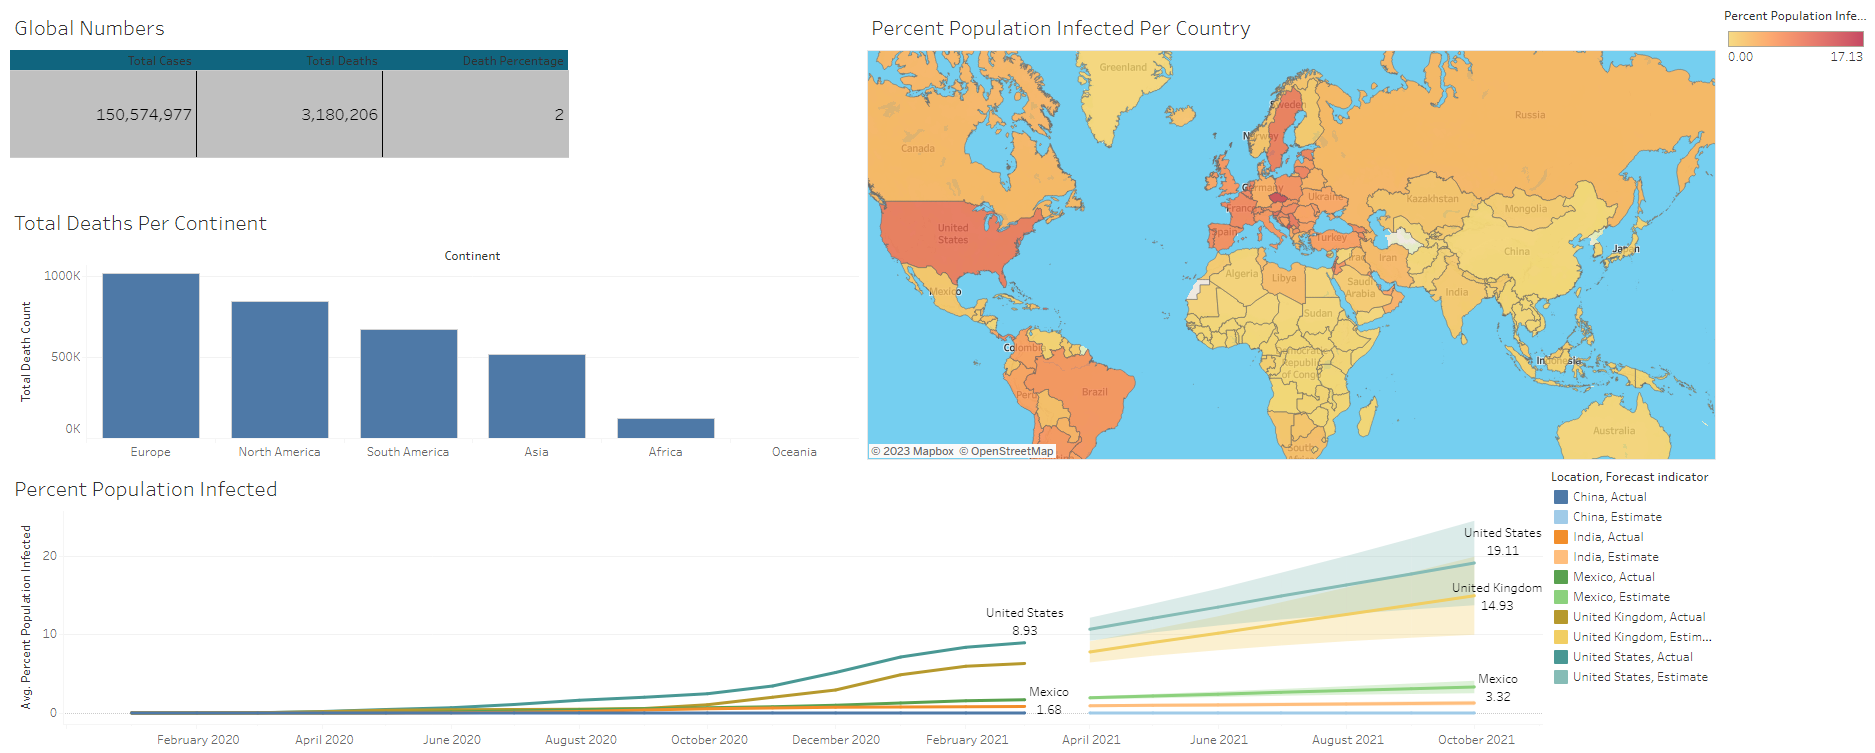 Global Numbers
Total Cases Total Deaths Death Percentage
150,574,977 3,180,206 2
Total Deaths Per Continent
Continent
Total Death Count
1000K
500K
0K
Europe North America South America Asia Africa Oceania
Percent Population Infected Per Country
Greenland
Sweden
Russia
Norway
Canada
Germany
Ukraine
Kazakhstan
Mongolia
France
United
States
Spain
Turkey
China
Japan
Iraq
Iran
Algeria
Libya
Saudi
Arabia
India
Mexico
Sudan
Colombia
Democratic
Republic
of Congo
Indonesia
Peru
Brazil
Australia
South
Africa
© 2023 Mapbox © OpenStreetMap
Percent Population Infe...
0.00 17.13
Percent Population Infected
Avg. Percent Population Infected
20
10
0
United States
8.93
Mexico
1.68
United States
19.11
United Kingdom
14.93
Mexico
3.32
February 2020 April 2020 June 2020 August 2020 October 2020 December 2020 February 2021 April 2021 June 2021 August 2021 October 2021
Location, Forecast indicator
China, Actual
China, Estimate
India, Actual
India, Estimate
Mexico, Actual
Mexico, Estimate
United Kingdom, Actual
United Kingdom, Estim...
United States, Actual
United States, Estimate